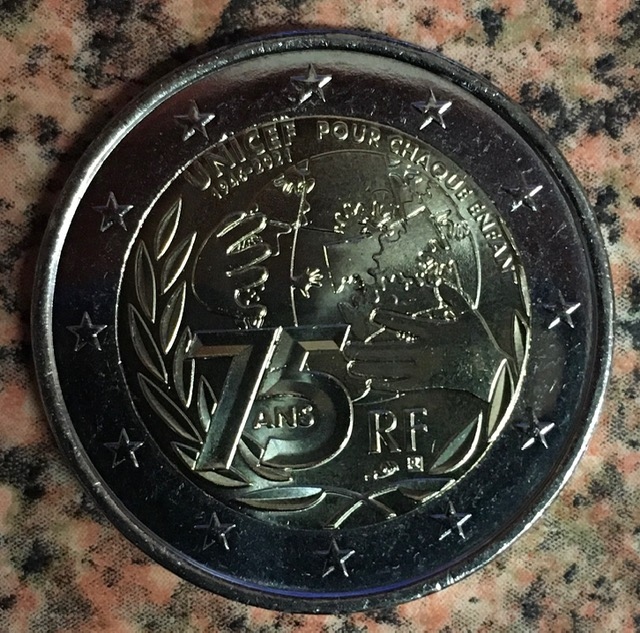 UNICEF POUR CHAQUE ENFANT
1946-2021
75
ANS
RF